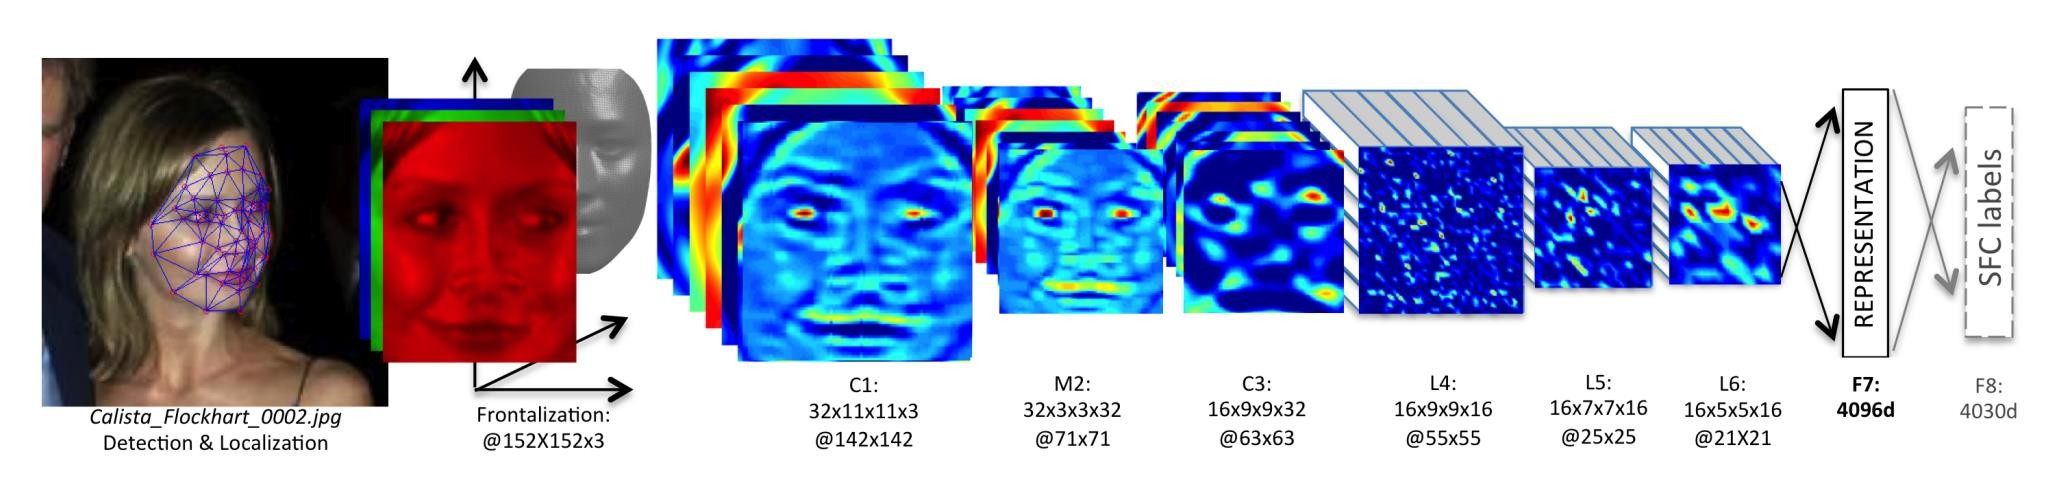 Calista_Flockhart_0002.jpg
Detection & Localization
Frontalization:
@152X152x3
C1:
32x11x11x3
@142x142
M2:
32x3x3x32
@71x71
C3:
16x9x9x32
@63x63
L4:
16x9x9x16
@55x55
L5:
16x7x7x16
@25x25
L6:
16x5x5x16
@21X21
REPRESENTATION
F7:
4096d
SFC labels
F8:
4030d